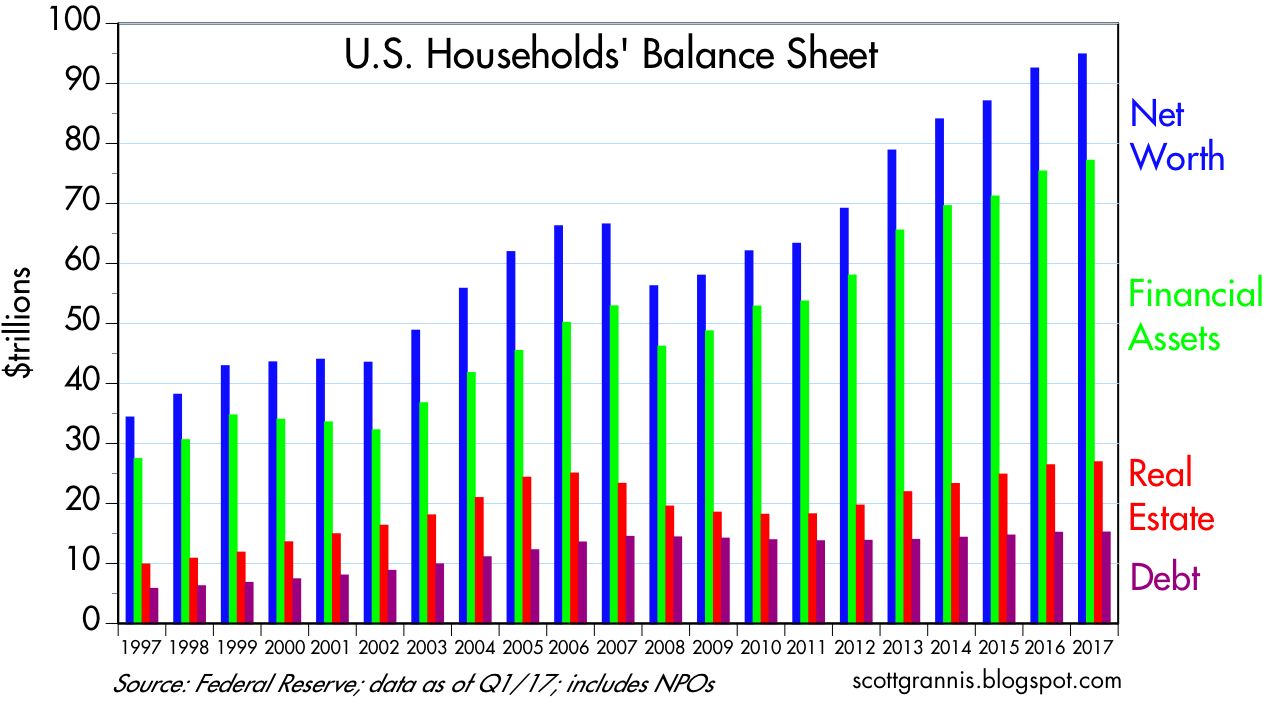 U.S. Households' Balance Sheet
100
90
80
70
60
50
40
30
20
10
0
$trillions
Net
Worth
Financial
Assets
Real
Estate
Debt
1997 1998 1999 2000 2001 2002 2003 2004 2005 2006 2007 2008 2009 2010 2011 2012 2013 2014 2015 2016 2017
Source: Federal Reserve; data as of Q1/17; includes NPOs
scottgrannis.blogspot.com